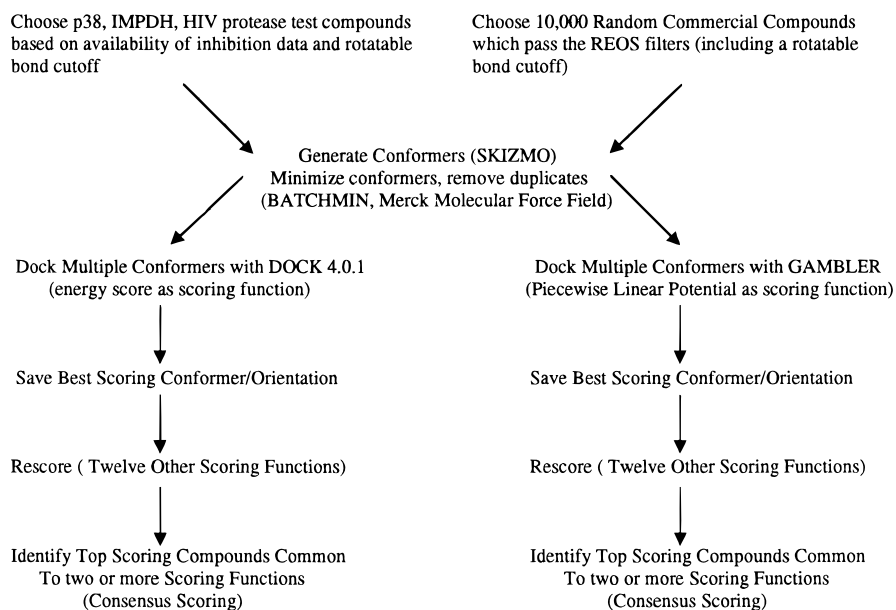 Choose p38, IMPDH, HIV protease test compounds
based on availability of inhibition data and rotatable
bond cutoff
Choose 10,000 Random Commercial Compounds
which pass the REOS filters (including a rotatable
bond cutoff)
Generate Conformers (SKIZMO)
Minimize conformers, remove duplicates
(BATCHMIN, Merck Molecular Force Field)
Dock Multiple Conformers with DOCK 4.0.1
(energy score as scoring function)
Save Best Scoring Conformer/Orientation
Rescore ( Twelve Other Scoring Functions)
Identify Top Scoring Compounds Common
To two or more Scoring Functions
(Consensus Scoring)
Dock Multiple Conformers with GAMBLER
(Piecewise Linear Potential as scoring function)
Save Best Scoring Conformer/Orientation
Rescore ( Twelve Other Scoring Functions)
Identify Top Scoring Compounds Common
To two or more Scoring Functions
(Consensus Scoring)